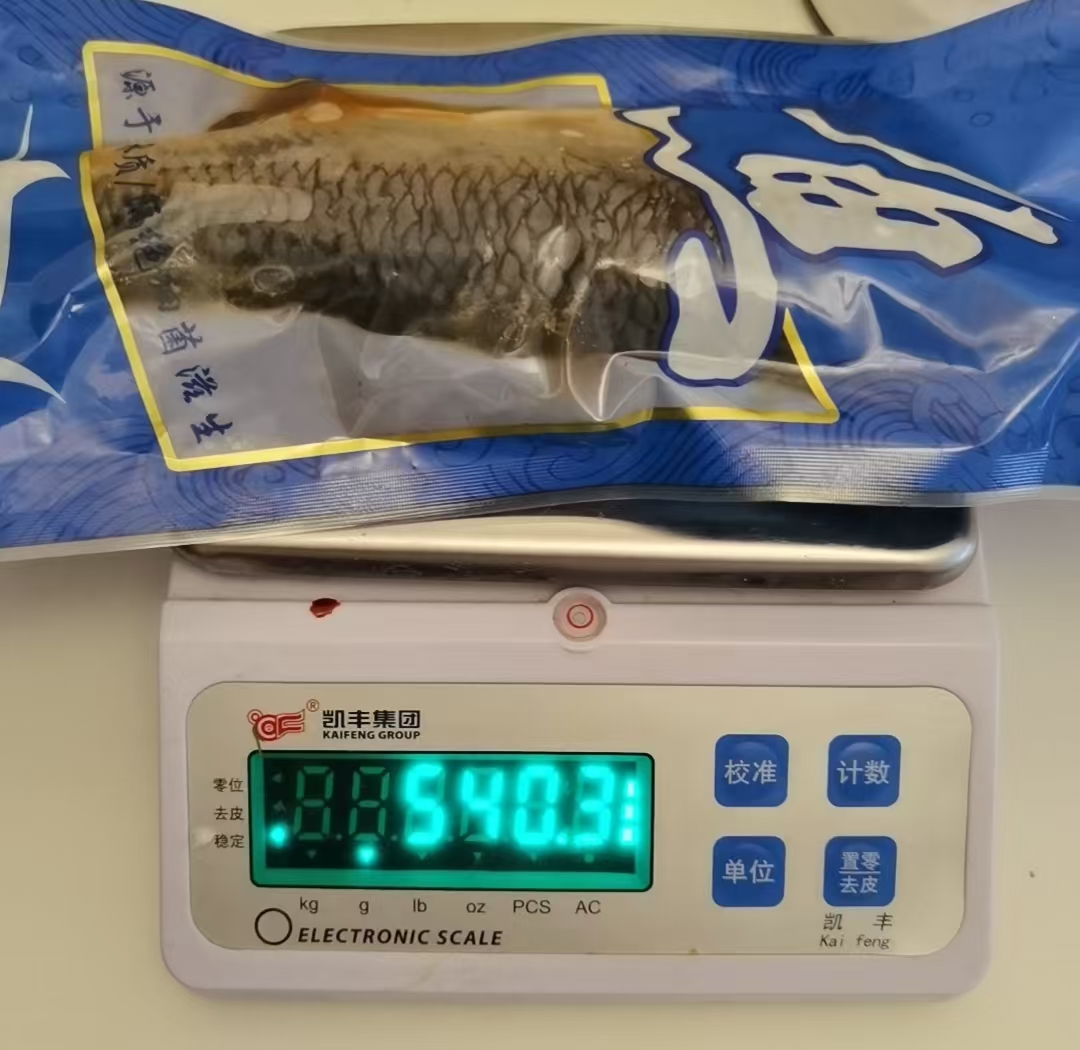 源于质
菌滋生
®
凯丰集团
KAIFENG GROUP
零位
去皮
稳定
540.3
校准
计数
单位
置零
去皮
kg g lb oz PCS AC
ELECTRONIC SCALE
凯 丰
Kai feng